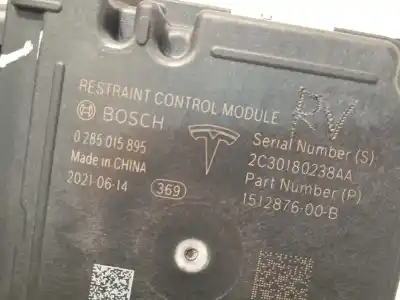 RESTRAINT CONTROL MODULE
BOSCH
0 285 015 895
Made in CHINA
2021-06-14
369
RV
Serial Number (S):
2C30180238AA
Part Number (P)
1512876-00-B